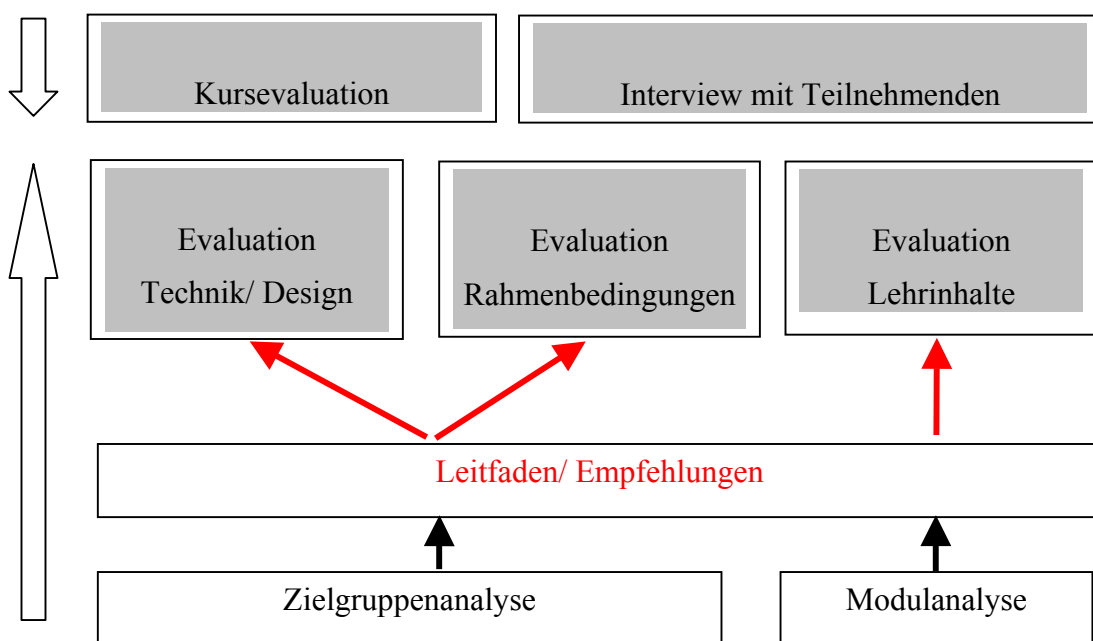 Kursevaluation
Interview mit Teilnehmenden
Evaluation
Technik/ Design
Evaluation
Rahmenbedingungen
Evaluation
Lehrinhalte
Leitfaden/ Empfehlungen
Zielgruppenanalyse
Modulanalyse